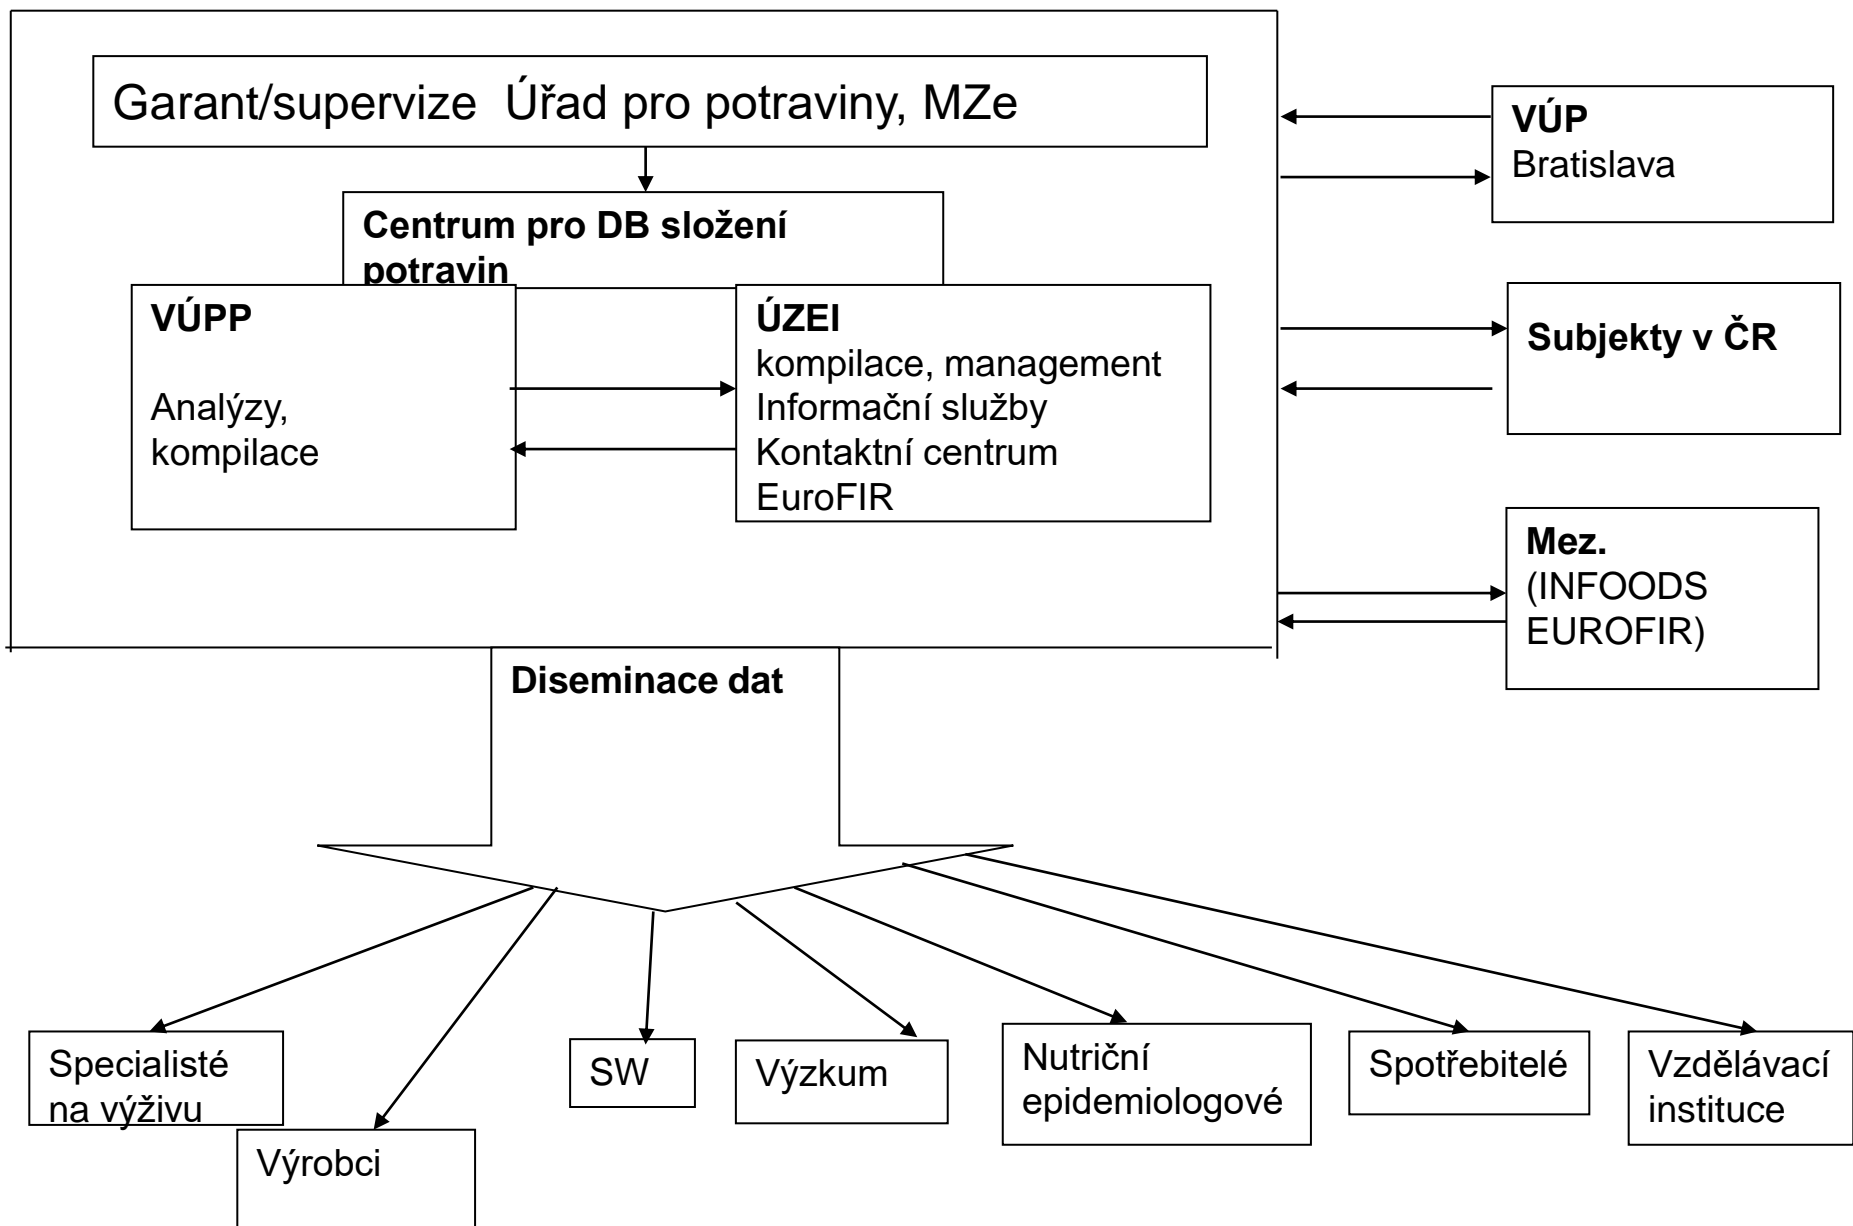 Garant/supervize  Úřad pro potraviny, MZe
VÚP
Bratislava
Centrum pro DB složení
potravin
VÚPP
Analýzy,
kompilace
ÚZEI
kompilace, management
Informační služby
Kontaktní centrum
EuroFIR
Subjekty v ČR
Mez.
(INFOODS
EUROFIR)
Diseminace dat
Specialisté
na výživu
Výrobci
SW
Výzkum
Nutriční
epidemiologové
Spotřebitelé
Vzdělávací
instituce